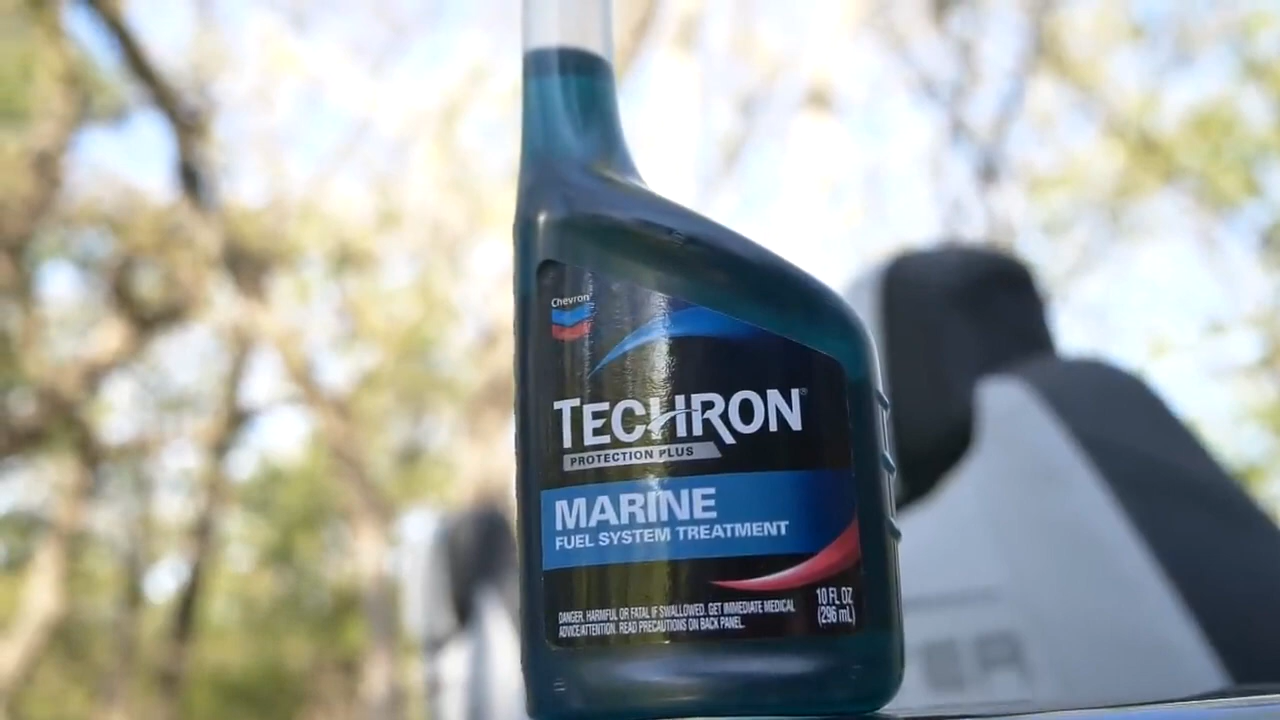 Chevron
TECHRON®
PROTECTION PLUS
MARINE
FUEL SYSTEM TREATMENT
DANGER. HARMFUL OR FATAL IF SWALLOWED. GET IMMEDIATE MEDICAL
ADVICE/ATTENTION. READ PRECAUTIONS ON BACK PANEL.
10 FL OZ
(296 mL)